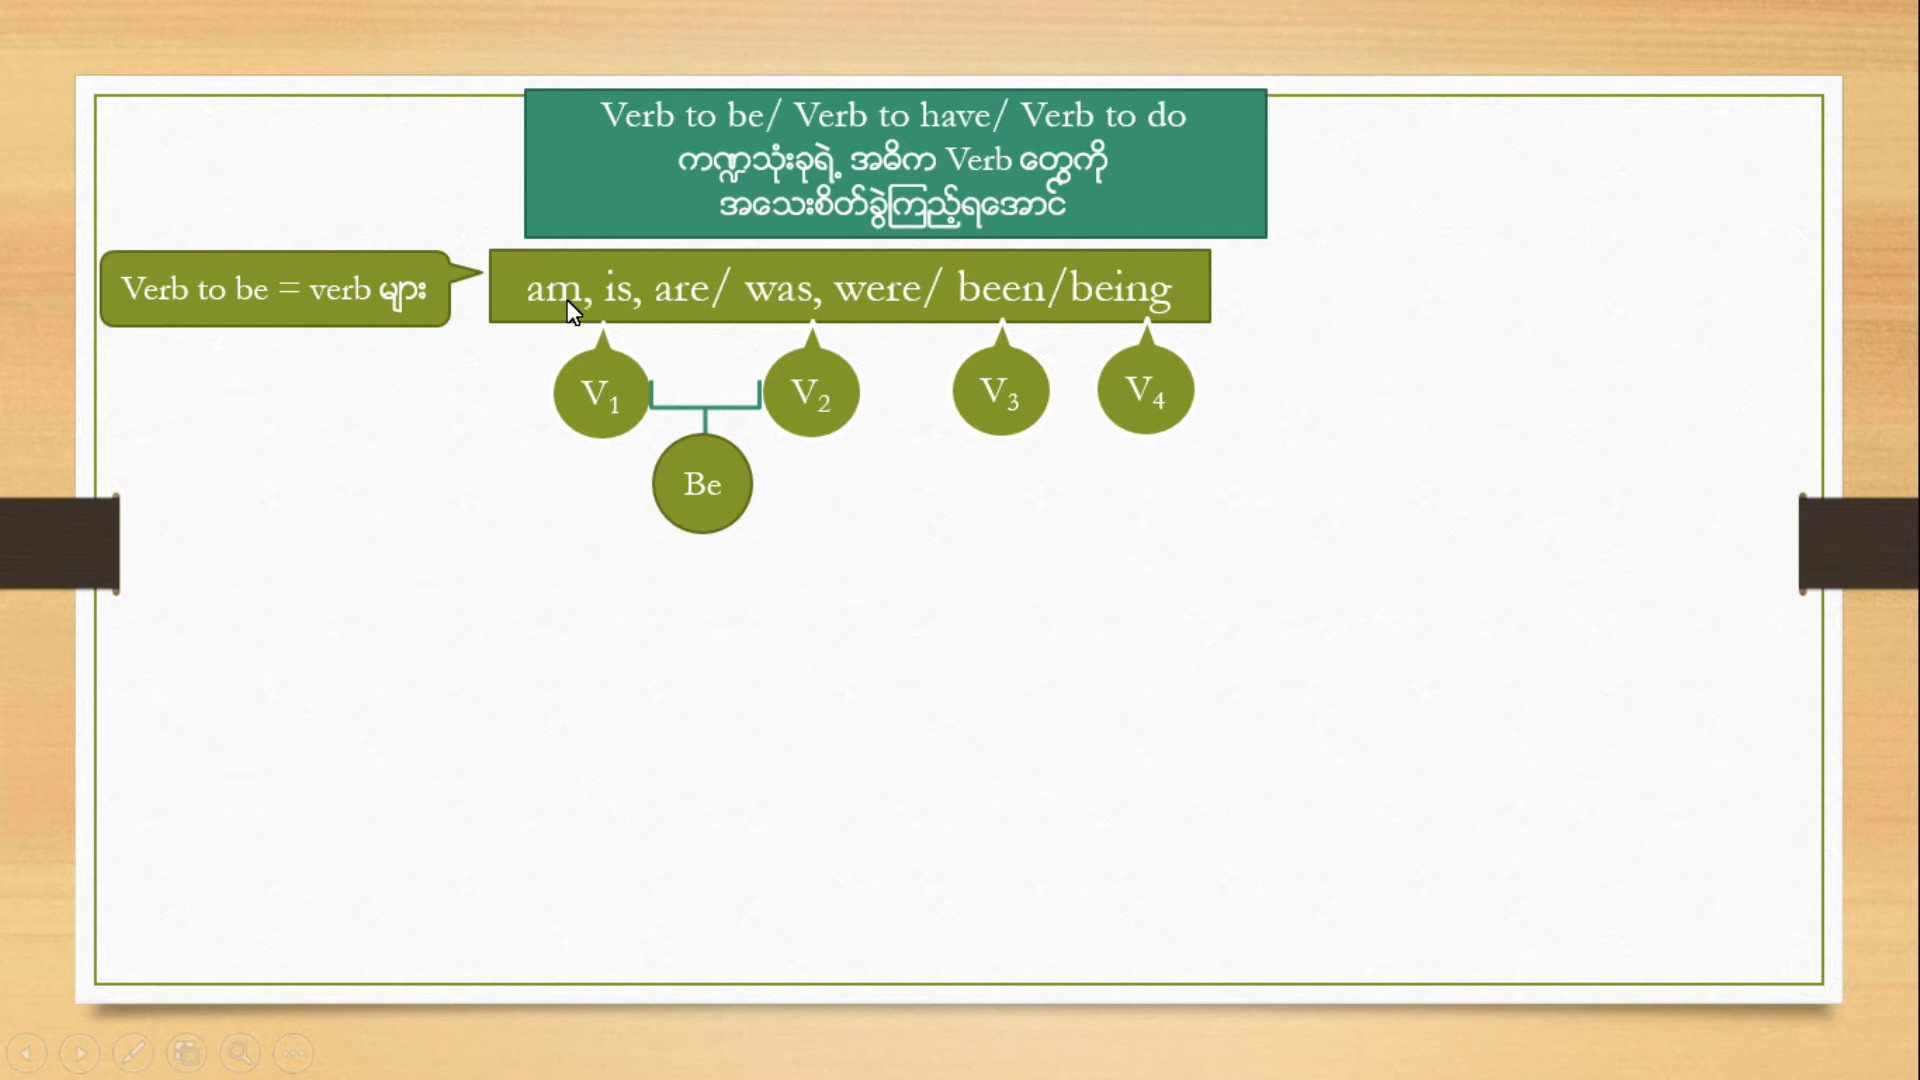 Verb to be/ Verb to have/ Verb to do
ကဏ္ဍသုံးခုရဲ့ အဓိက Verb တွေကို
အသေးစိတ်ခွဲကြည့်ရအောင်
Verb to be = verb များ
am, is, are/ was, were/ been/being
V1
V2
V3
V4
Be